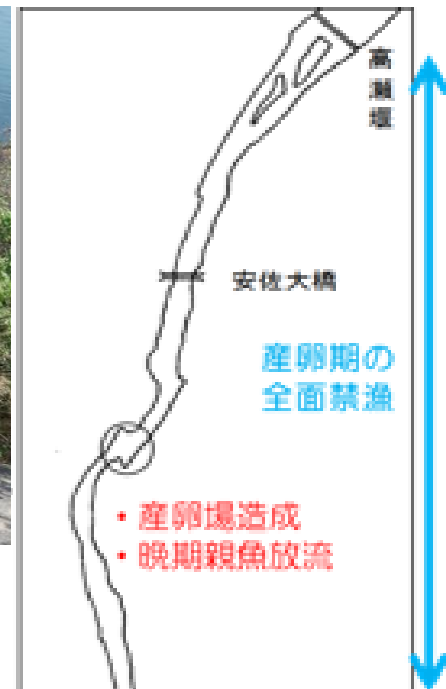 高瀬堰
安佐大橋
産卵期の
全面禁漁
・産卵場造成
・晩期親魚放流